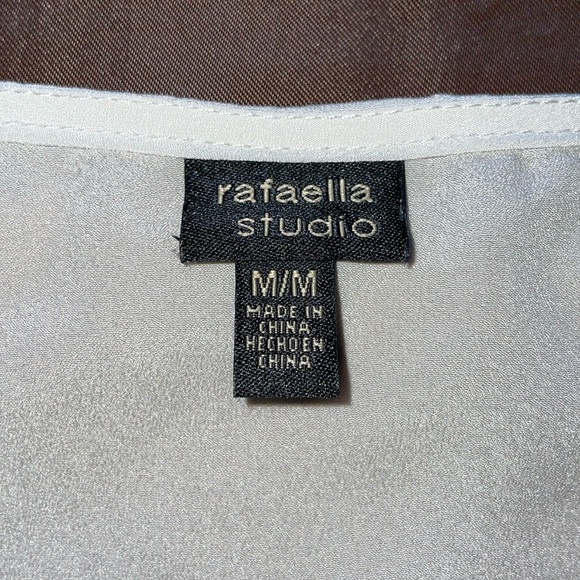 rafaella
studio
M/M
MADE IN
CHINA
HECHO EN
CHINA